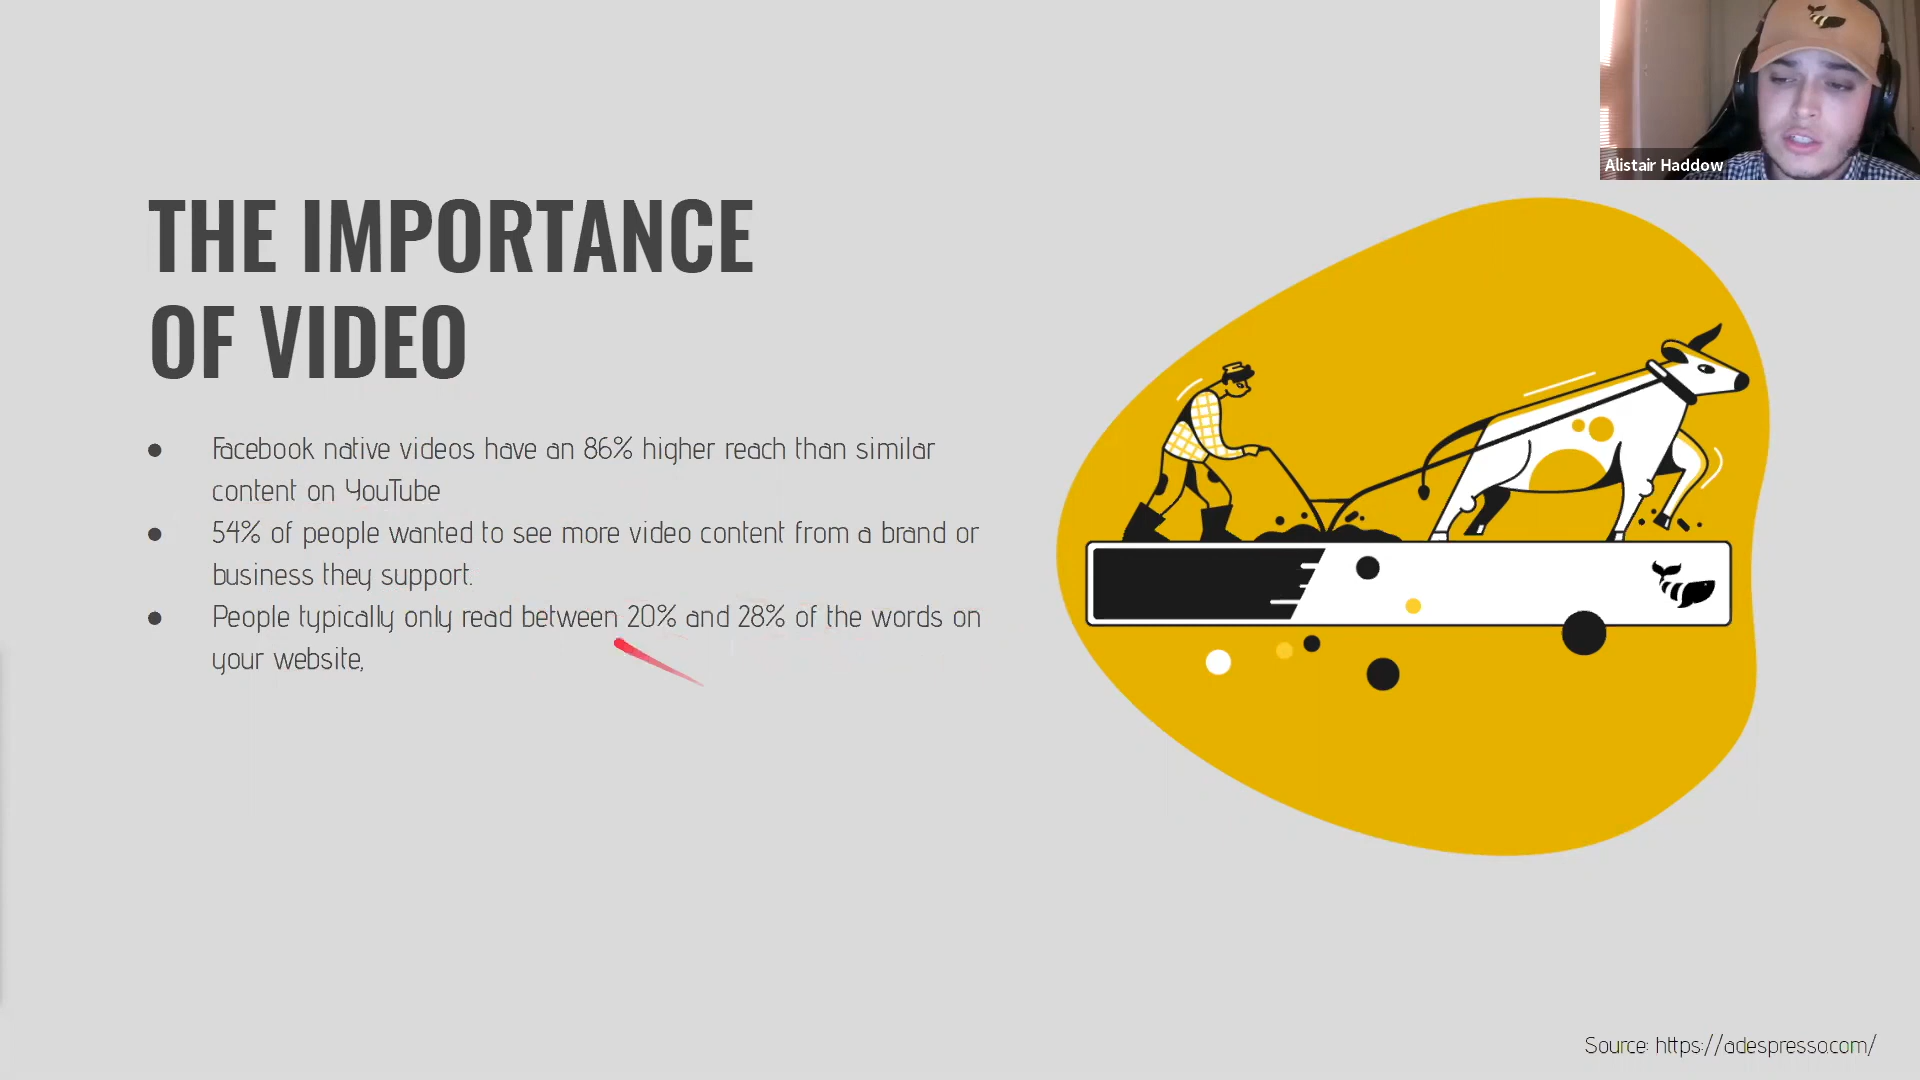 Alistair Haddow
THE IMPORTANCE
OF VIDEO
● Facebook native videos have an 86% higher reach than similar
content on YouTube
● 54% of people wanted to see more video content from a brand or
business they support.
● People typically only read between 20% and 28% of the words on
your website,
Source: https://adespresso.com/